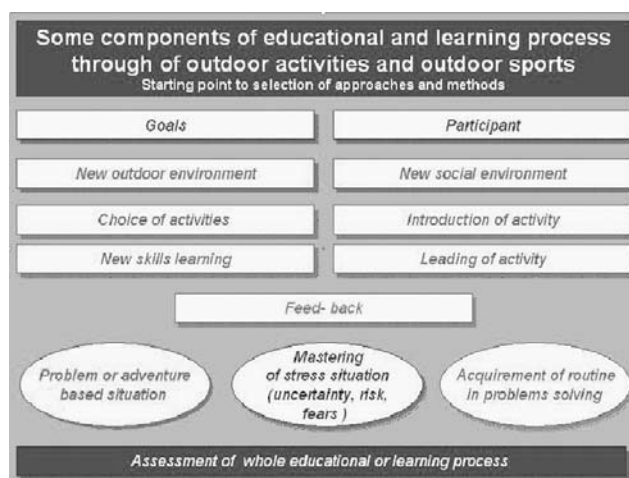 Some components of educational and learning process
through of outdoor activities and outdoor sports
Starting point to selection of approaches and methods
Goals
Participant
New outdoor environment
New social environment
Choice of activities
Introduction of activity
New skills learning
Leading of activity
Feed- back
Problem or adventure
based situation
Mastering
of stress situation
(uncertainty, risk,
fears )
Acquirement of routine
in problems solving
Assessment of whole educational or learning process